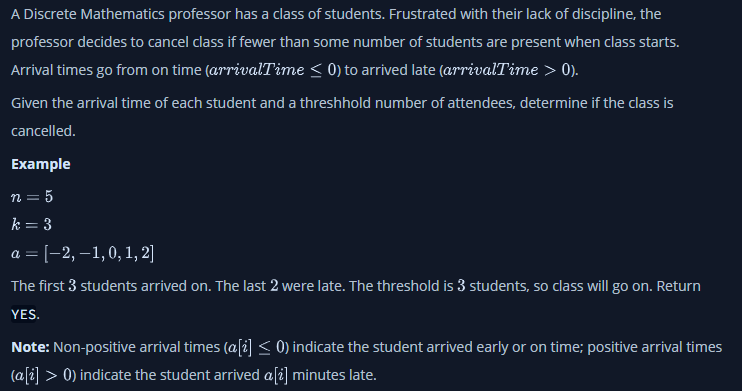 A Discrete Mathematics professor has a class of students. Frustrated with their lack of discipline, the
professor decides to cancel class if fewer than some number of students are present when class starts.
Arrival times go from on time (arrivalTime ≤ 0) to arrived late (arrivalTime > 0).
Given the arrival time of each student and a threshhold number of attendees, determine if the class is
cancelled.
Example
n = 5
k = 3
a = [−2, −1, 0, 1, 2]
The first 3 students arrived on. The last 2 were late. The threshold is 3 students, so class will go on. Return
YES.
Note: Non-positive arrival times (a[i] ≤ 0) indicate the student arrived early or on time; positive arrival times
(a[i] > 0) indicate the student arrived a[i] minutes late.